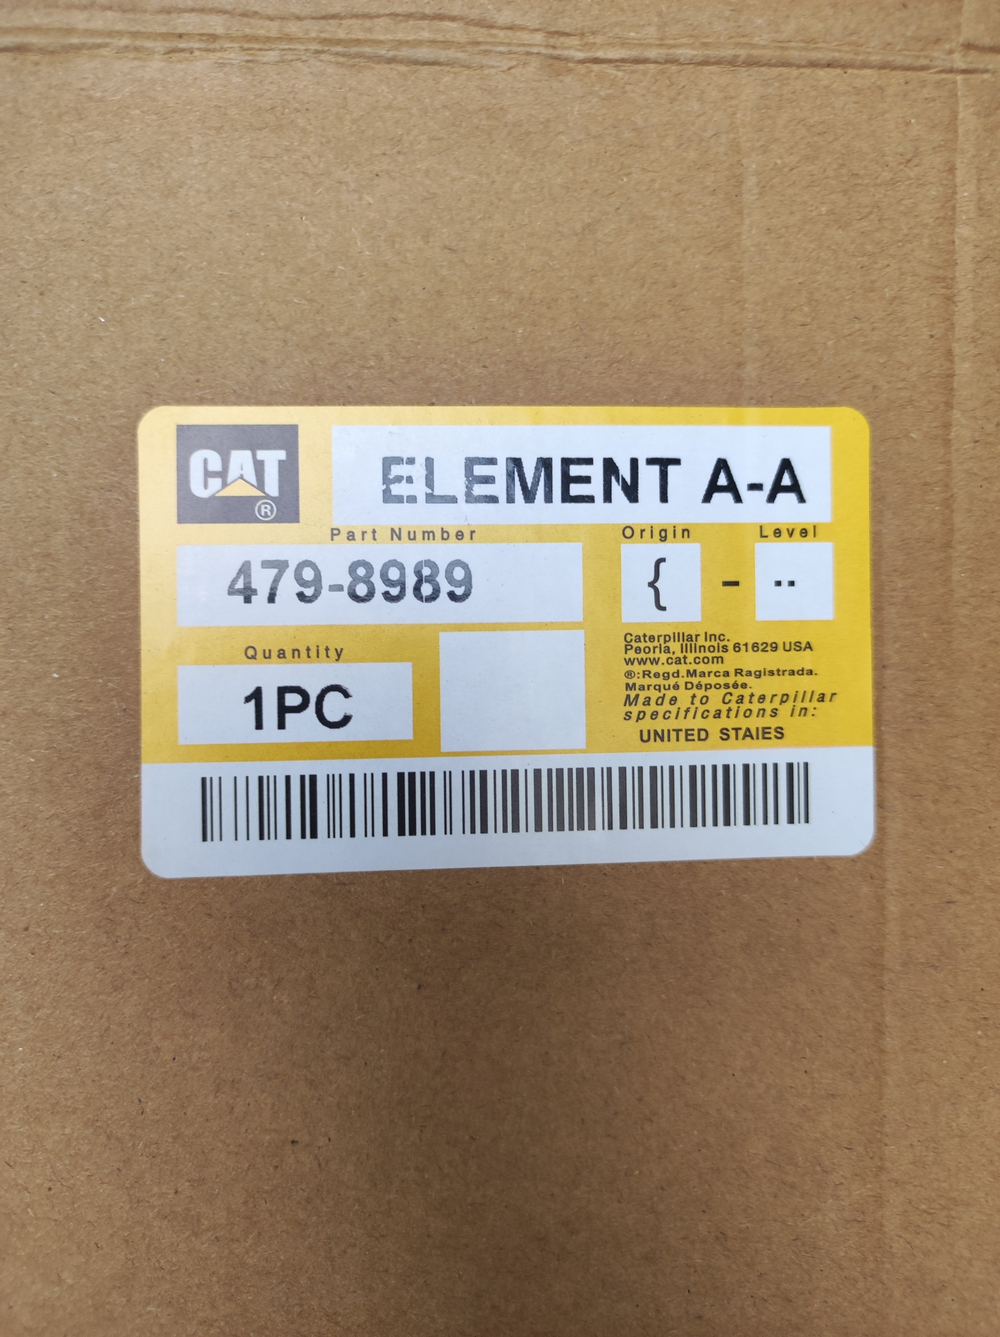 CAT
®
ELEMENT A-A
Part Number
Origin
Level
479-8989
{
-
..
Quantity
1PC
Caterpillar Inc.
Peoria, Illinois 61629 USA
www.cat.com
®:Regd.Marca Ragistrada.
Marqué Déposée.
Made to Caterpillar
specifications in:
UNITED STAIES